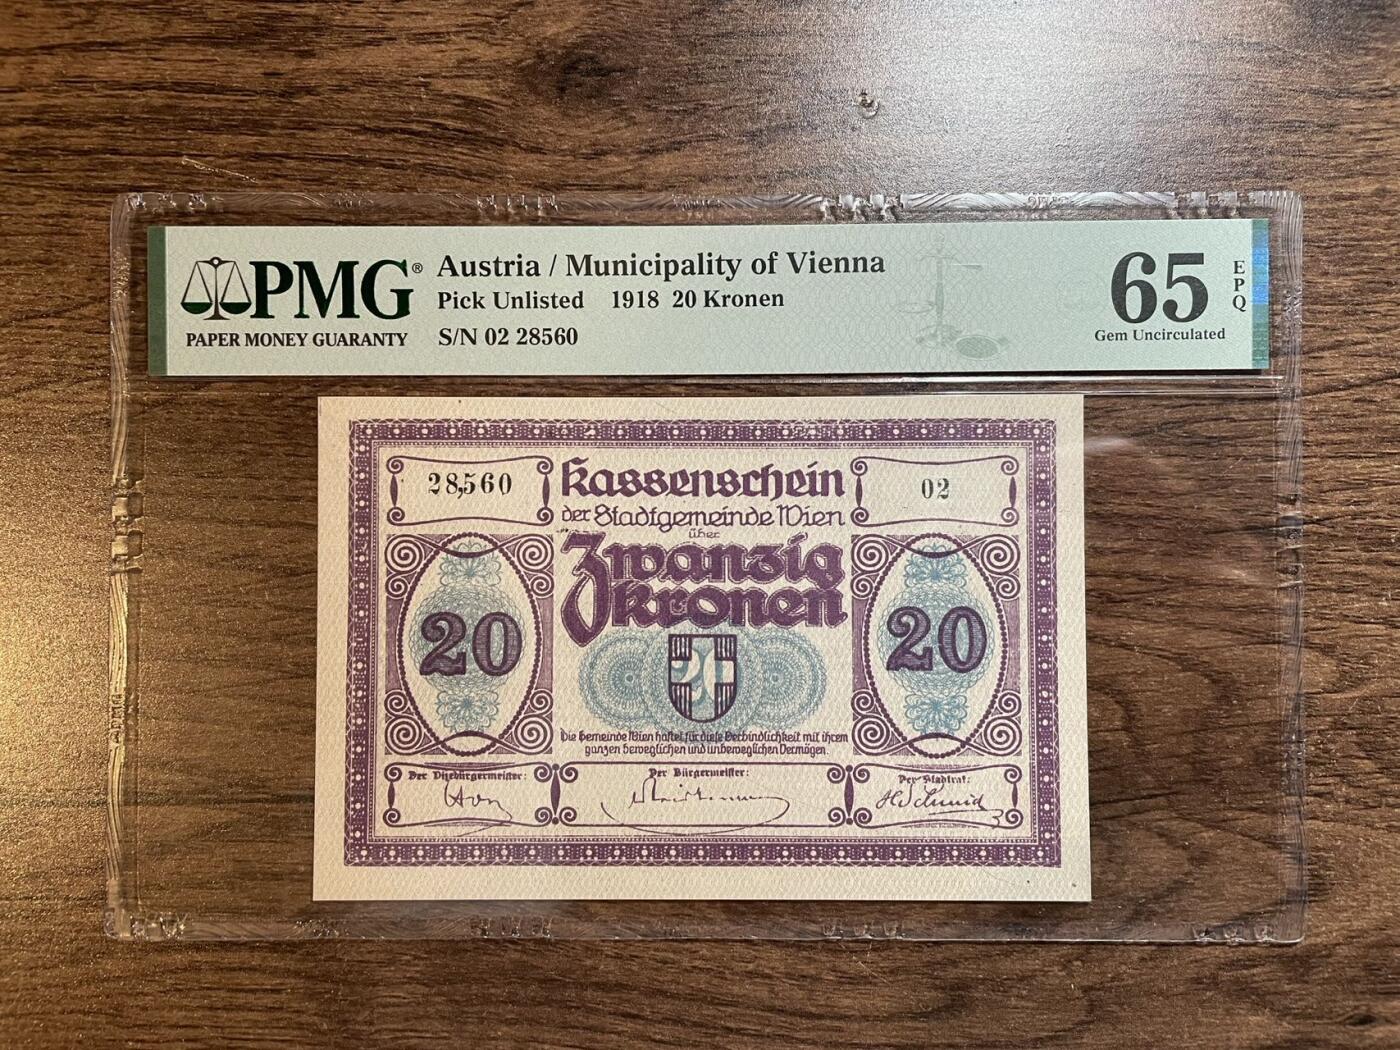 PMG®
PAPER MONEY GUARANTY
Austria / Municipality of Vienna
Pick Unlisted 1918 20 Kronen
S/N 02 28560
65
EPQ
Gem Uncirculated
28,560
Kassenschein
02
der Stadtgemeinde Wien
über
Zwanzig
Kronen
20
20
20
Die Gemeinde Wien haftet für diese Verbindlichkeit mit ihrem
ganzen beweglichen und unbeweglichen Vermögen.
Der Vizebürgermeister:
Der Bürgermeister:
Der Stadtrat: